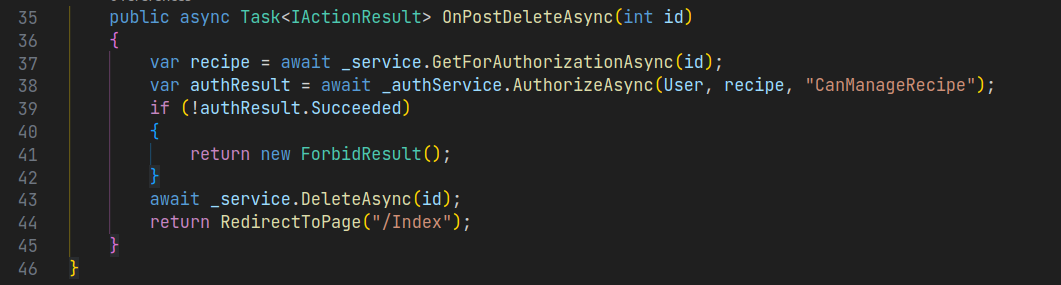 35 public async Task<IActionResult> OnPostDeleteAsync(int id)
36 {
37 var recipe = await _service.GetForAuthorizationAsync(id);
38 var authResult = await _authService.AuthorizeAsync(User, recipe, "CanManageRecipe");
39 if (!authResult.Succeeded)
40 {
41 return new ForbidResult();
42 }
43 await _service.DeleteAsync(id);
44 return RedirectToPage("/Index");
45 }
46 }